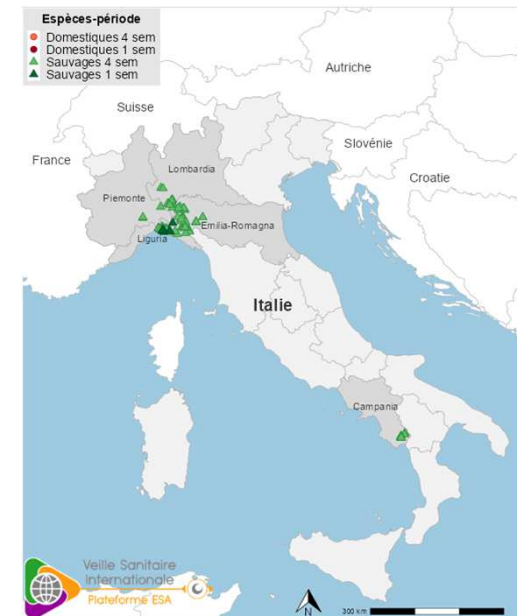 Espèces-période
Domestiques 4 sem
Domestiques 1 sem
Sauvages 4 sem
Sauvages 1 sem
Autriche
Suisse
Slovénie
France
Lombardia
Croatie
Piemonte
Emilia-Romagna
Liguria
Italie
Campania
Veille Sanitaire
Internationale
Plateforme ESA
N
300 km